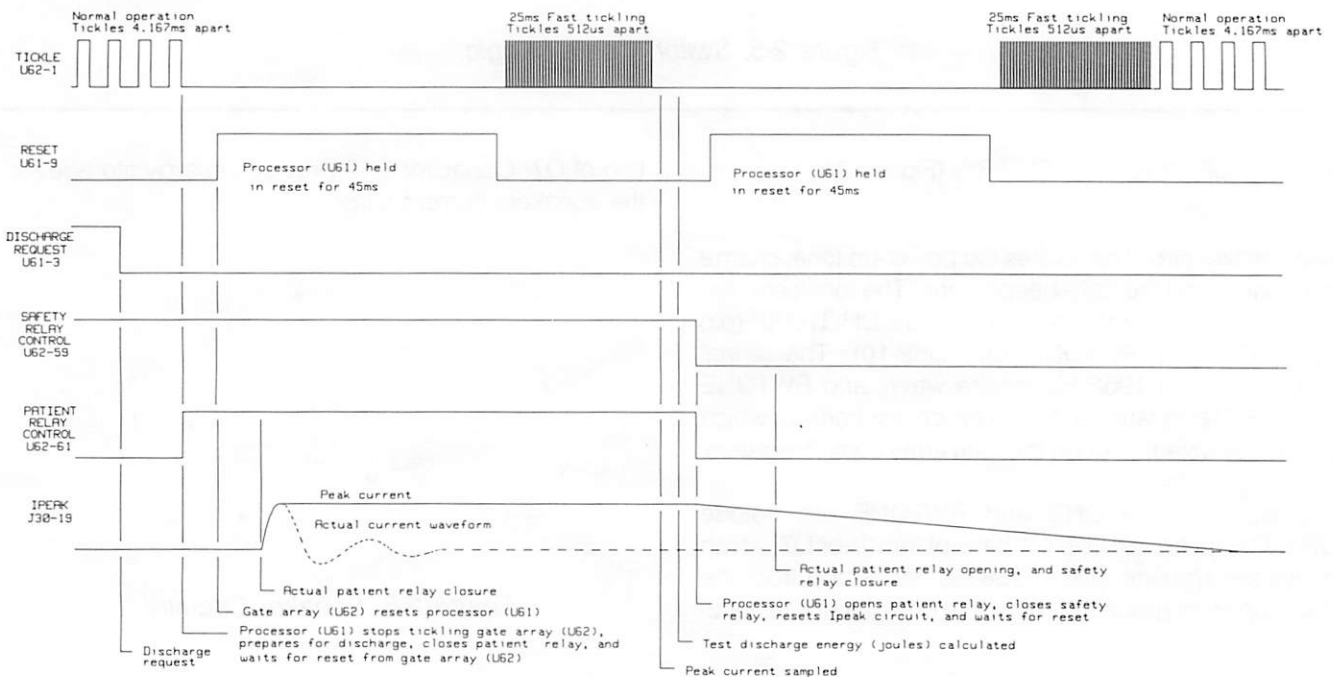 Normal operation
Tickles 4.167ms apart
25ms Fast tickling
Tickles 512us apart
25ms Fast tickling
Tickles 512us apart
Normal operation
Tickles 4.167ms apart
TICKLE
U62-1
RESET
U61-9
Processor (U61) held
in reset for 45ms
Processor (U61) held
in reset for 45ms
DISCHARGE
REQUEST
U61-3
SAFETY
RELAY
CONTROL
U62-59
PATIENT
RELAY
CONTROL
U62-61
IPEAK
J30-19
Peak current
Actual current waveform
Actual patient relay closure
Gate array (U62) resets processor (U61)
Processor (U61) stops tickling gate array (U62),
prepares for discharge, closes patient relay, and
waits for reset from gate array (U62)
Discharge
request
Actual patient relay opening, and safety
relay closure
Processor (U61) opens patient relay, closes safety
relay, resets Ipeak circuit, and waits for reset
Test discharge energy (joules) calculated
Peak current sampled